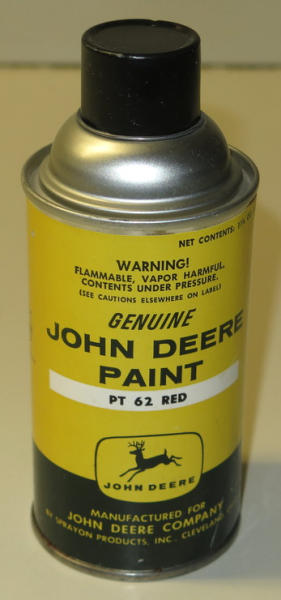 NET CONTENTS:
WARNING!
FLAMMABLE, VAPOR HARMFUL.
CONTENTS UNDER PRESSURE.
(SEE CAUTIONS ELSEWHERE ON LABEL)
GENUINE
JOHN DEERE
PAINT
PT 62 RED
JOHN DEERE
MANUFACTURED FOR
JOHN DEERE COMPANY
BY SPRAYON PRODUCTS, INC., CLEVELAND,